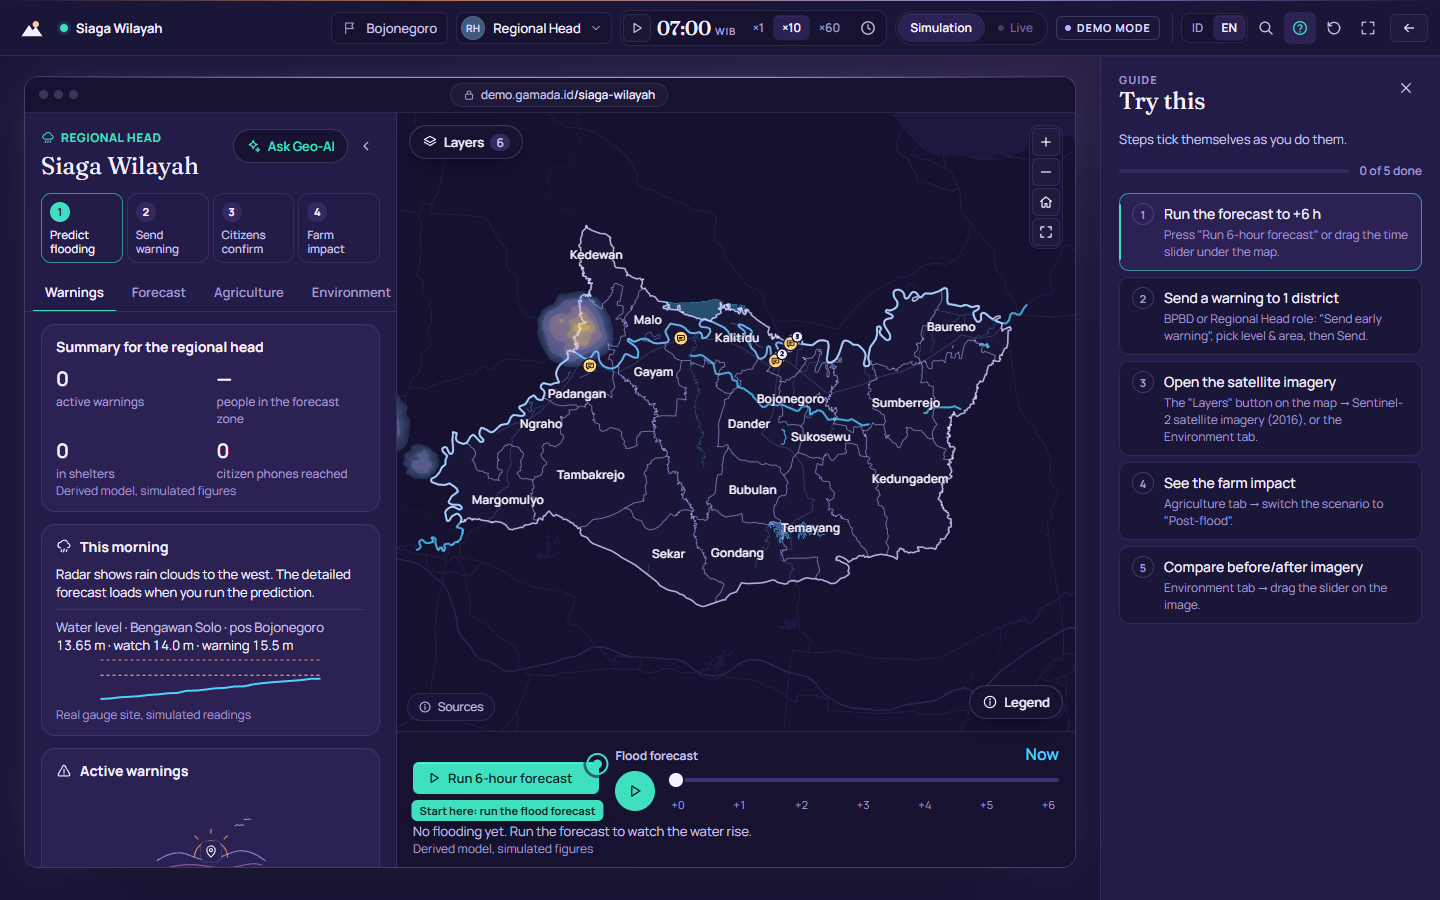 Siaga Wilayah
Bojonegoro
RH Regional Head
07:00 WIB
×1 ×10 ×60
Simulation
Live
DEMO MODE
ID EN
demo.gamada.id/siaga-wilayah
REGIONAL HEAD
Siaga Wilayah
Ask Geo-AI
1
Predict
flooding
2
Send
warning
3
Citizens
confirm
4
Farm
impact
Warnings Forecast Agriculture Environment
Summary for the regional head
0
active warnings
—
people in the forecast
zone
0
in shelters
0
citizen phones reached
Derived model, simulated figures
This morning
Radar shows rain clouds to the west. The detailed
forecast loads when you run the prediction.
Water level · Bengawan Solo · pos Bojonegoro
13.65 m · watch 14.0 m · warning 15.5 m
Real gauge site, simulated readings
Active warnings
Layers 6
Kedewan
Malo
Kalitidu
3
2
Baureno
Gayam
Padangan
Bojonegoro
Sumberrejo
Ngraho
Dander
Sukosewu
Tambakrejo
Kedungadem
Bubulan
Margomulyo
Temayang
Sekar
Gondang
Sources
Legend
Run 6-hour forecast
Start here: run the flood forecast
Flood forecast
Now
+0 +1 +2 +3 +4 +5 +6
No flooding yet. Run the forecast to watch the water rise.
Derived model, simulated figures
GUIDE
Try this
Steps tick themselves as you do them.
0 of 5 done
1
Run the forecast to +6 h
Press "Run 6-hour forecast" or drag the time
slider under the map.
2
Send a warning to 1 district
BPBD or Regional Head role: "Send early
warning", pick level & area, then Send.
3
Open the satellite imagery
The "Layers" button on the map → Sentinel-
2 satellite imagery (2016), or the
Environment tab.
4
See the farm impact
Agriculture tab → switch the scenario to
"Post-flood".
5
Compare before/after imagery
Environment tab → drag the slider on the
image.